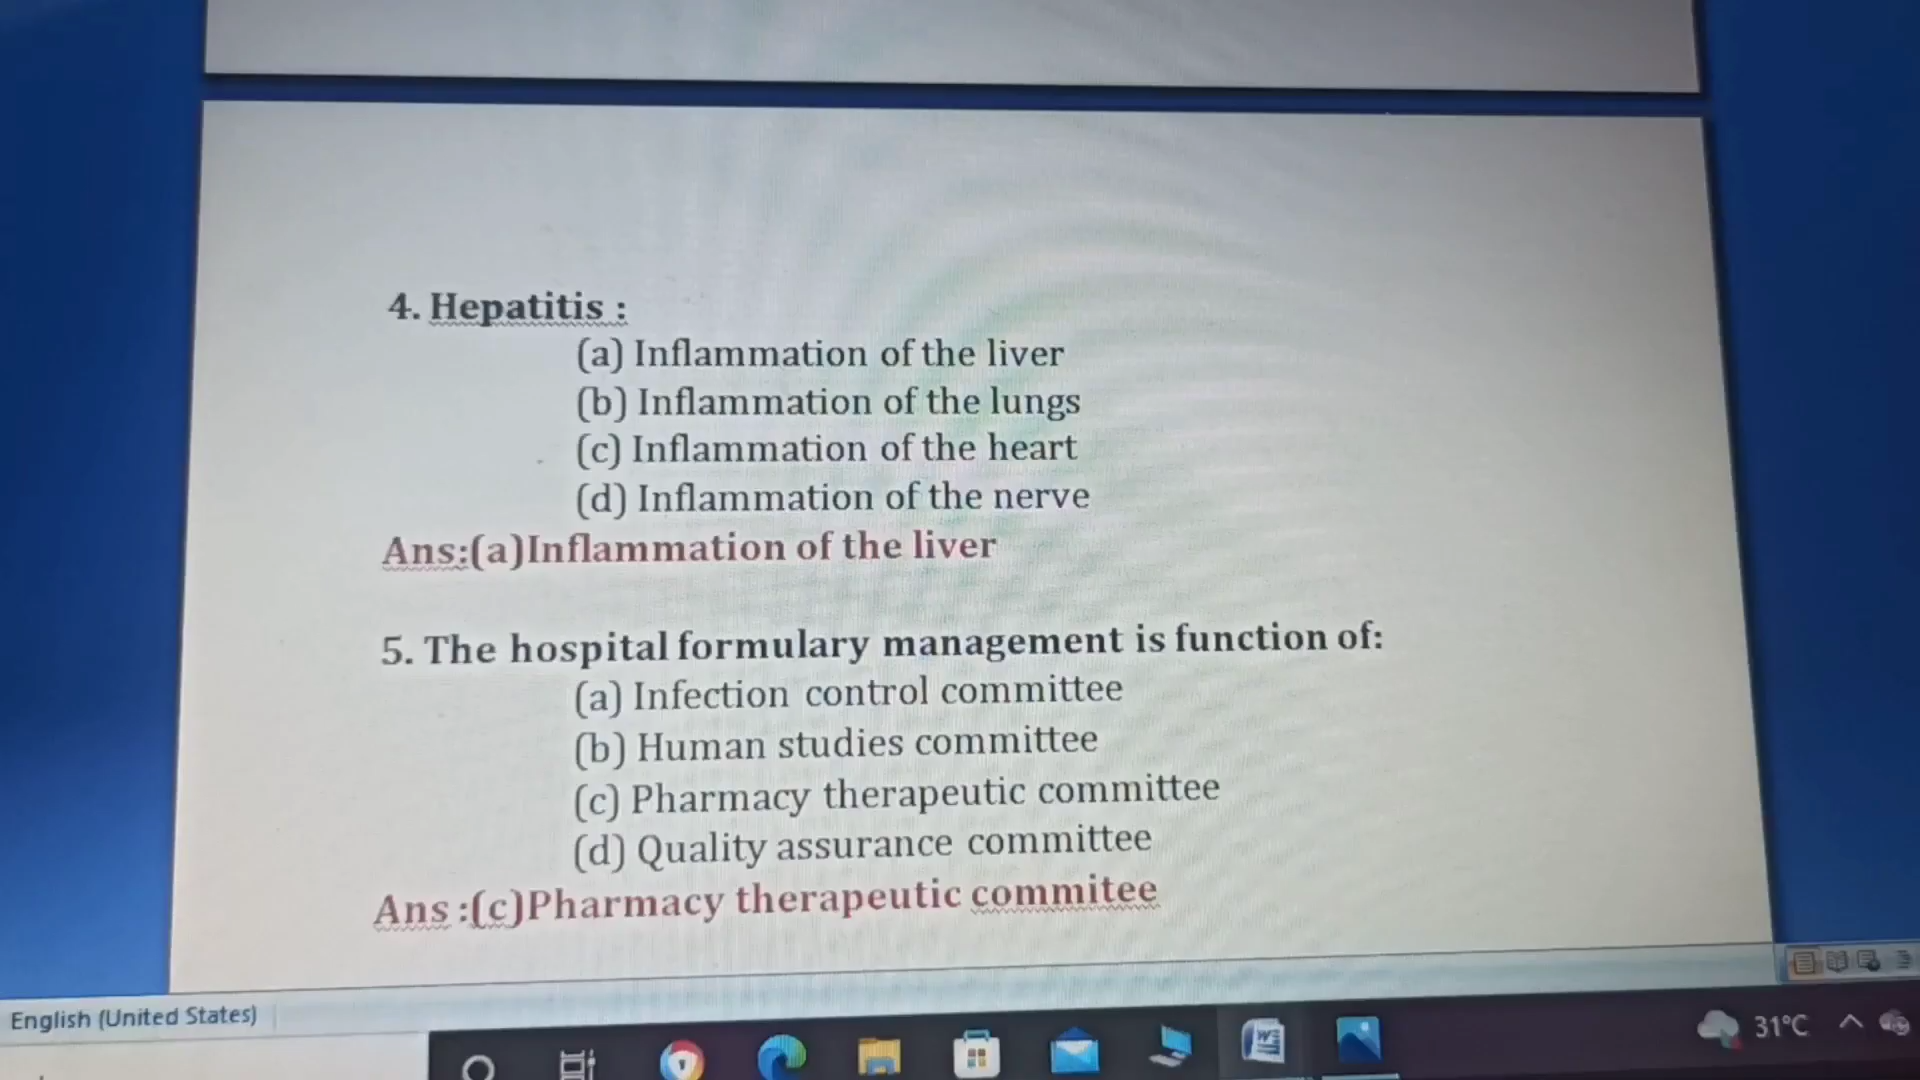 4. Hepatitis :
(a) Inflammation of the liver
(b) Inflammation of the lungs
(c) Inflammation of the heart
(d) Inflammation of the nerve
Ans:(a)Inflammation of the liver
5. The hospital formulary management is function of:
(a) Infection control committee
(b) Human studies committee
(c) Pharmacy therapeutic committee
(d) Quality assurance committee
Ans :(c)Pharmacy therapeutic commitee
English (United States)
31°C